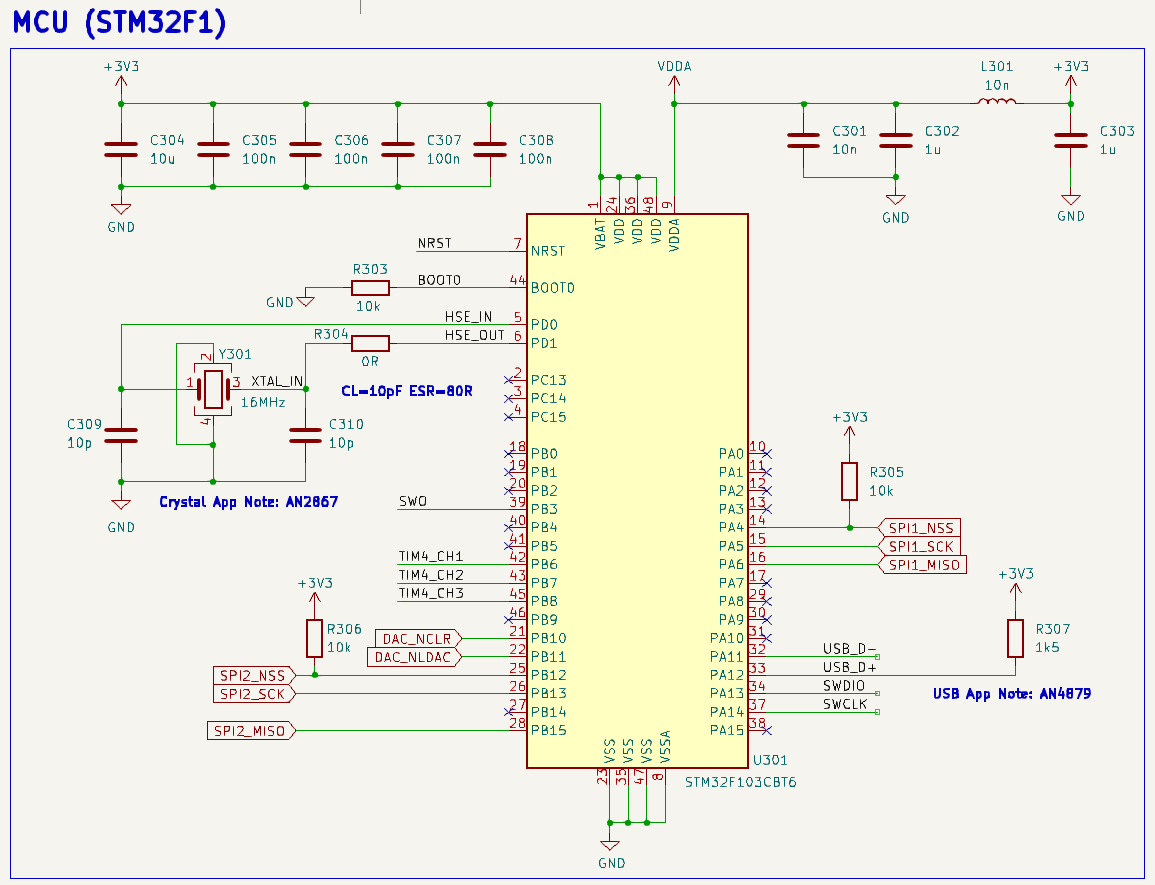 MCU (STM32F1)
+3V3
VDDA
L301
10n
+3V3
C304
10u
C305
100n
C306
100n
C307
100n
C308
100n
C301
10n
C302
1u
C303
1u
GND
GND
GND
1
24
36
48
9
VBAT
VDD
VDD
VDD
VDDA
NRST
7
NRST
R303
10k
GND
BOOT0
44
BOOT0
HSE_IN
5
PD0
R304
0R
HSE_OUT
6
PD1
Y301
16MHz
1
2
3
4
XTAL_IN
CL=10pF ESR=80R
C309
10p
C310
10p
GND
Crystal App Note: AN2867
2
PC13
3
PC14
4
PC15
18
PB0
19
PB1
20
PB2
SWO
39
PB3
40
PB4
41
PB5
TIM4_CH1
42
PB6
TIM4_CH2
43
PB7
TIM4_CH3
45
PB8
46
PB9
+3V3
R306
10k
DAC_NCLR
21
PB10
DAC_NLDAC
22
PB11
SPI2_NSS
25
PB12
SPI2_SCK
26
PB13
27
PB14
SPI2_MISO
28
PB15
PA0
10
PA1
11
PA2
12
PA3
13
+3V3
R305
10k
PA4
14
SPI1_NSS
PA5
15
SPI1_SCK
PA6
16
SPI1_MISO
PA7
17
PA8
29
PA9
30
PA10
31
+3V3
R307
1k5
PA11
32
USB_D-
PA12
33
USB_D+
PA13
34
SWDIO
PA14
37
SWCLK
PA15
38
USB App Note: AN4879
VSS
VSS
VSS
VSSA
23
35
47
8
U301
STM32F103CBT6
GND